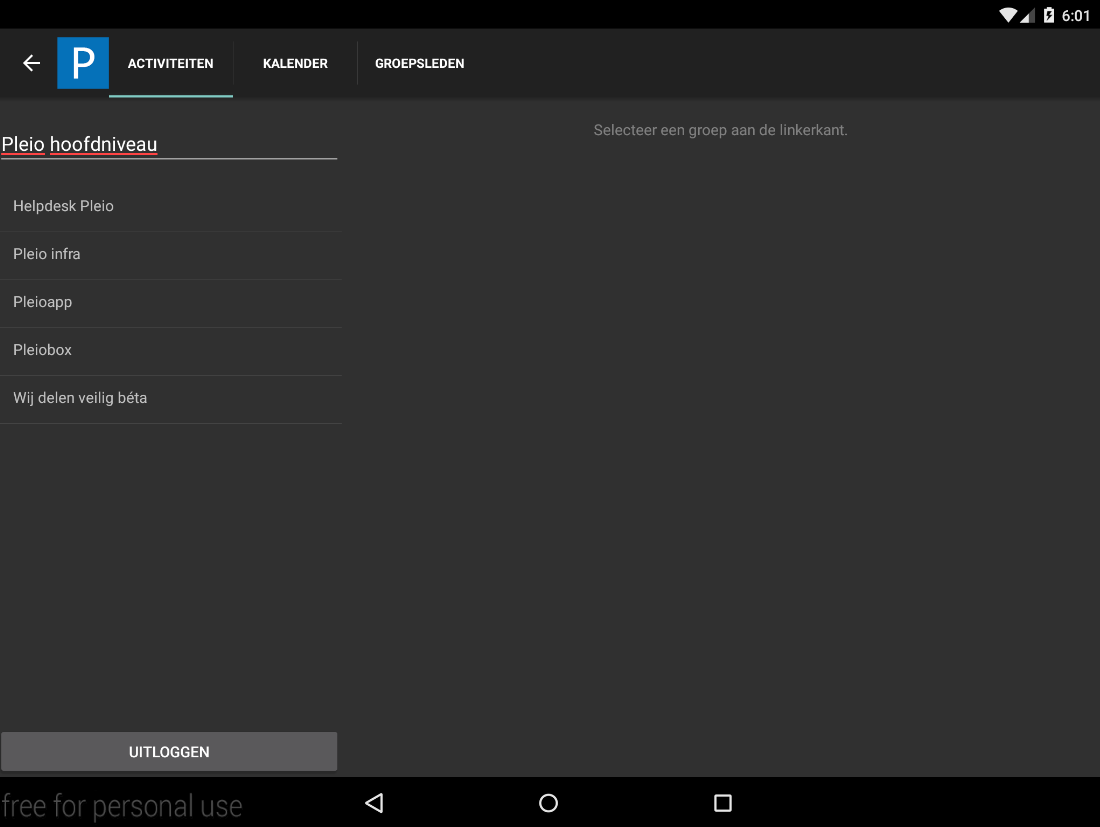 6:01
P
ACTIVITEITEN
KALENDER
GROEPSLEDEN
Pleio hoofdniveau
Selecteer een groep aan de linkerkant.
Helpdesk Pleio
Pleio infra
Pleioapp
Pleiobox
Wij delen veilig béta
UITLOGGEN
free for personal use